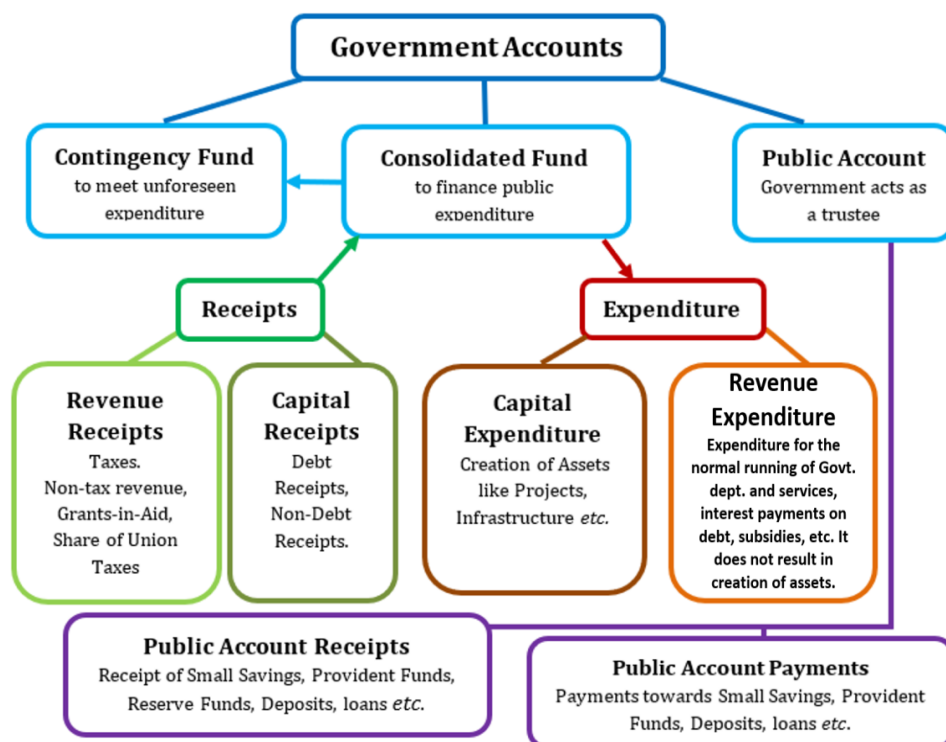 Government Accounts
Contingency Fund
to meet unforeseen
expenditure
Consolidated Fund
to finance public
expenditure
Public Account
Government acts as
a trustee
Receipts
Expenditure
Revenue
Receipts
Taxes.
Non-tax revenue,
Grants-in-Aid,
Share of Union
Taxes
Capital
Receipts
Debt
Receipts,
Non-Debt
Receipts.
Capital
Expenditure
Creation of Assets
like Projects,
Infrastructure etc.
Revenue
Expenditure
Expenditure for the
normal running of Govt.
dept. and services,
interest payments on
debt, subsidies, etc. It
does not result in
creation of assets.
Public Account Receipts
Receipt of Small Savings, Provident Funds,
Reserve Funds, Deposits, loans etc.
Public Account Payments
Payments towards Small Savings, Provident
Funds, Deposits, loans etc.